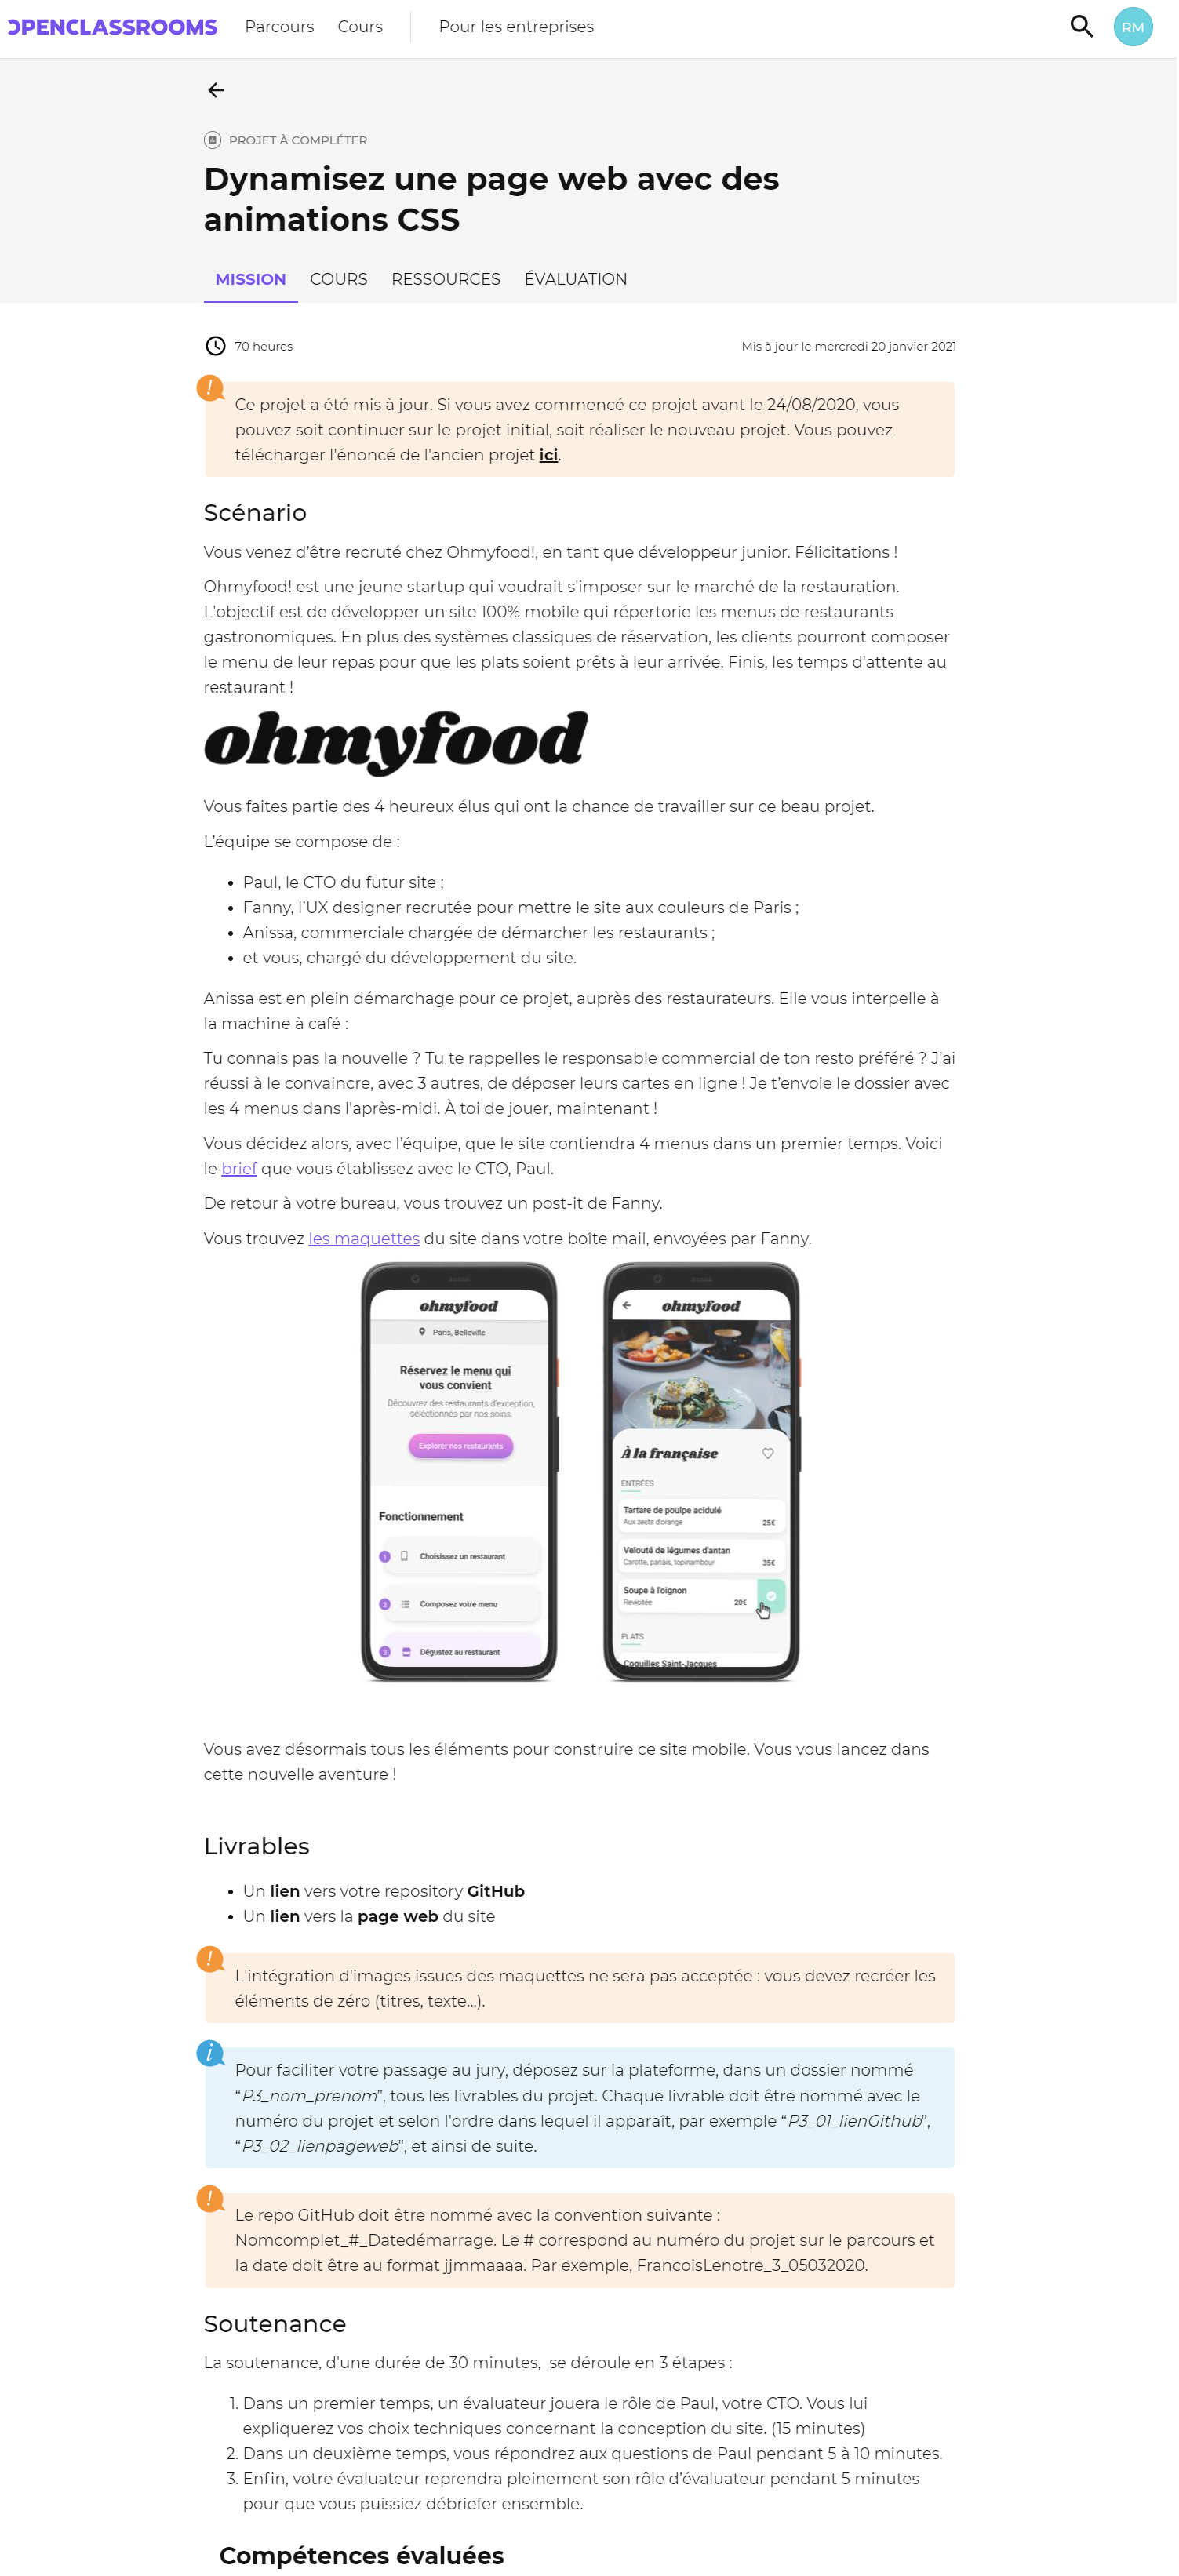 OPENCLASSROOMS Parcours Cours Pour les entreprises RM
PROJET À COMPLÉTER
Dynamisez une page web avec des
animations CSS
MISSION COURS RESSOURCES ÉVALUATION
70 heures Mis à jour le mercredi 20 janvier 2021
Ce projet a été mis à jour. Si vous avez commencé ce projet avant le 24/08/2020, vous
pouvez soit continuer sur le projet initial, soit réaliser le nouveau projet. Vous pouvez
télécharger l'énoncé de l'ancien projet ici.
Scénario
Vous venez d’être recruté chez Ohmyfood!, en tant que développeur junior. Félicitations !
Ohmyfood! est une jeune startup qui voudrait s'imposer sur le marché de la restauration.
L'objectif est de développer un site 100% mobile qui répertorie les menus de restaurants
gastronomiques. En plus des systèmes classiques de réservation, les clients pourront composer
le menu de leur repas pour que les plats soient prêts à leur arrivée. Finis, les temps d'attente au
restaurant !
ohmyfood
Vous faites partie des 4 heureux élus qui ont la chance de travailler sur ce beau projet.
L’équipe se compose de :
• Paul, le CTO du futur site ;
• Fanny, l’UX designer recrutée pour mettre le site aux couleurs de Paris ;
• Anissa, commerciale chargée de démarcher les restaurants ;
• et vous, chargé du développement du site.
Anissa est en plein démarchage pour ce projet, auprès des restaurateurs. Elle vous interpelle à
la machine à café :
Tu connais pas la nouvelle ? Tu te rappelles le responsable commercial de ton resto préféré ? J’ai
réussi à le convaincre, avec 3 autres, de déposer leurs cartes en ligne ! Je t’envoie le dossier avec
les 4 menus dans l’après-midi. À toi de jouer, maintenant !
Vous décidez alors, avec l’équipe, que le site contiendra 4 menus dans un premier temps. Voici
le brief que vous établissez avec le CTO, Paul.
De retour à votre bureau, vous trouvez un post-it de Fanny.
Vous trouvez les maquettes du site dans votre boîte mail, envoyées par Fanny.
ohmyfood
Paris, Belleville
Réservez le menu qui
vous convient
Découvrez des restaurants d'exception,
séléctionnés par nos soins.
Explorer nos restaurants
Fonctionnement
1 Choisissez un restaurant
2 Composez votre menu
3 Dégustez au restaurant
ohmyfood
À la française
ENTRÉES
Tartare de poulpe acidulé
Aux zests d'orange 25€
Velouté de légumes d'antan
Carotte, panais, topinambour 35€
Soupe à l'oignon
Revisitée 20€
PLATS
Coquilles Saint-Jacques
Vous avez désormais tous les éléments pour construire ce site mobile. Vous vous lancez dans
cette nouvelle aventure !
Livrables
• Un lien vers votre repository GitHub
• Un lien vers la page web du site
L'intégration d'images issues des maquettes ne sera pas acceptée : vous devez recréer les
éléments de zéro (titres, texte...).
Pour faciliter votre passage au jury, déposez sur la plateforme, dans un dossier nommé
“P3_nom_prenom”, tous les livrables du projet. Chaque livrable doit être nommé avec le
numéro du projet et selon l'ordre dans lequel il apparaît, par exemple “P3_01_lienGithub”,
“P3_02_lienpageweb”, et ainsi de suite.
Le repo GitHub doit être nommé avec la convention suivante :
Nomcomplet_#_Datedémarrage. Le # correspond au numéro du projet sur le parcours et
la date doit être au format jjmmaaaa. Par exemple, FrancoisLenotre_3_05032020.
Soutenance
La soutenance, d'une durée de 30 minutes, se déroule en 3 étapes :
1. Dans un premier temps, un évaluateur jouera le rôle de Paul, votre CTO. Vous lui
expliquerez vos choix techniques concernant la conception du site. (15 minutes)
2. Dans un deuxième temps, vous répondrez aux questions de Paul pendant 5 à 10 minutes.
3. Enfin, votre évaluateur reprendra pleinement son rôle d’évaluateur pendant 5 minutes
pour que vous puissiez débriefer ensemble.
Compétences évaluées